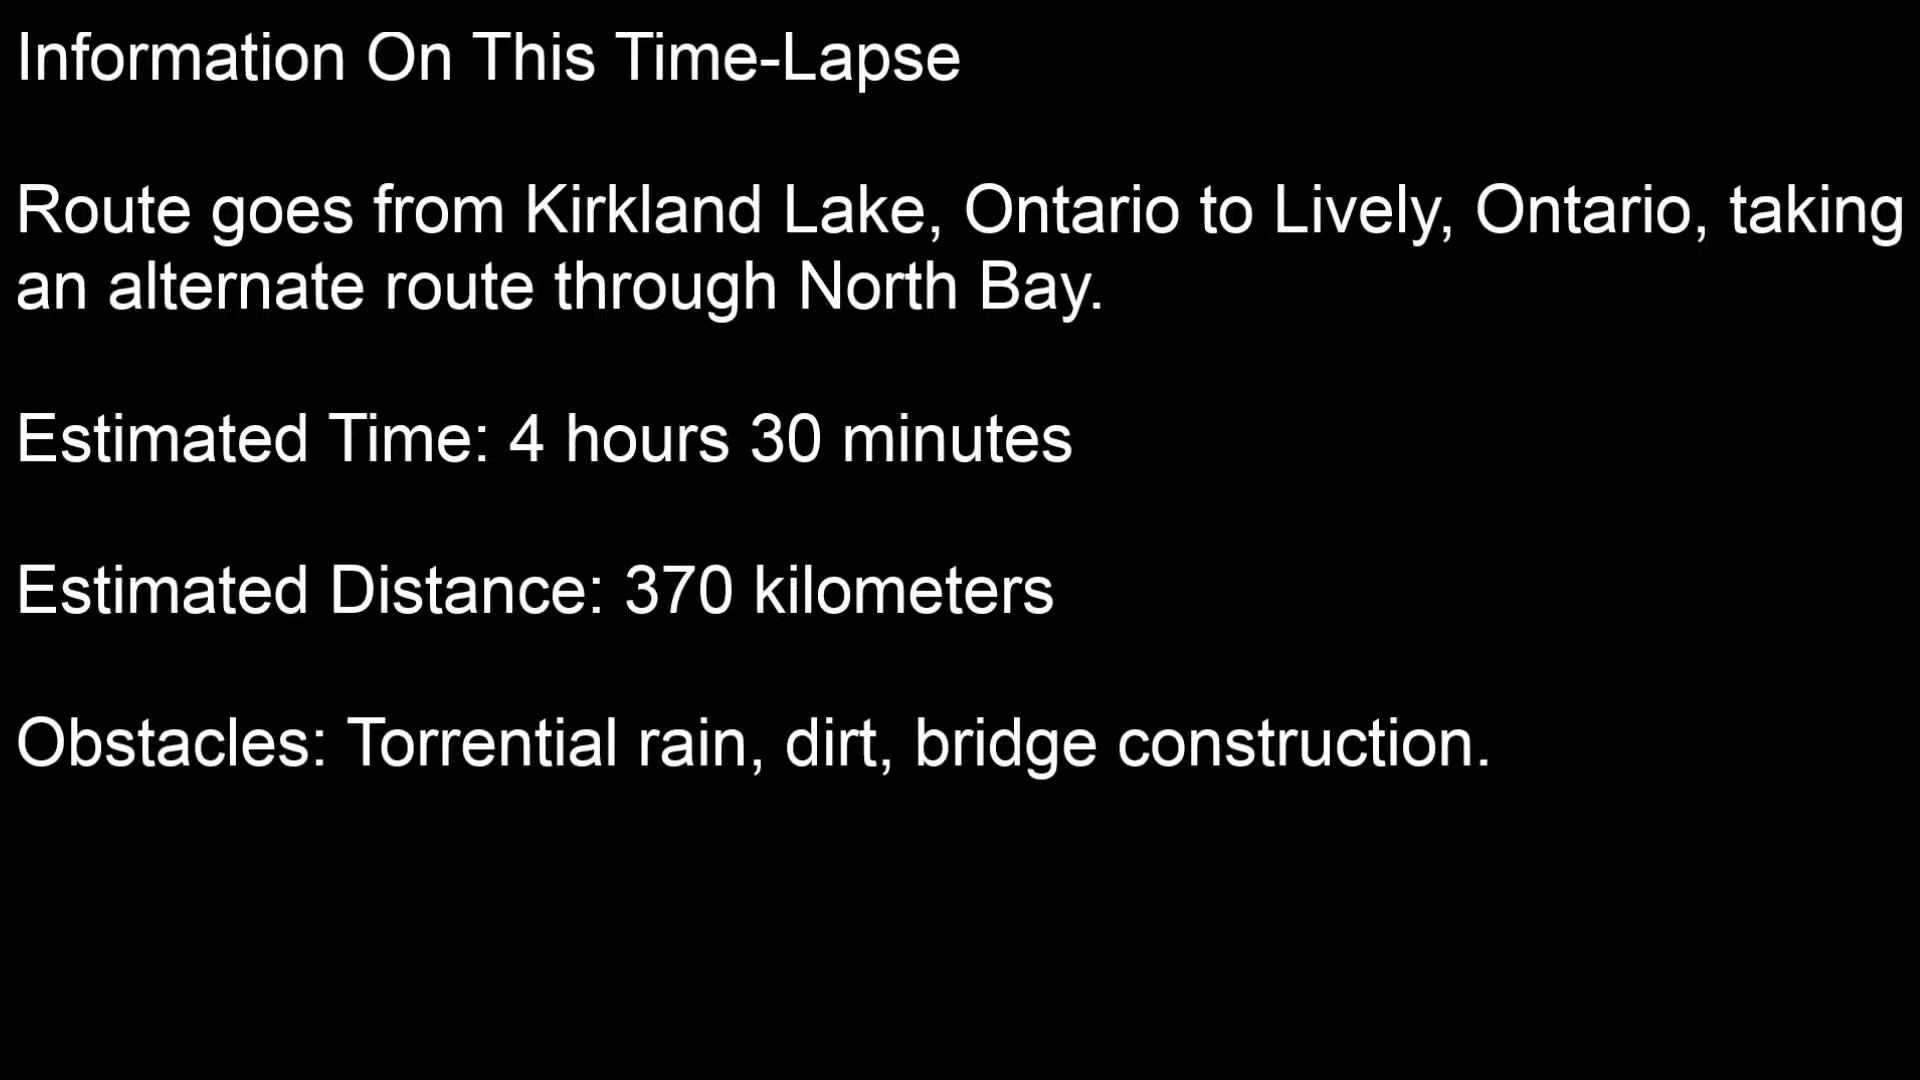 Information On This Time-Lapse
Route goes from Kirkland Lake, Ontario to Lively, Ontario, taking
an alternate route through North Bay.
Estimated Time: 4 hours 30 minutes
Estimated Distance: 370 kilometers
Obstacles: Torrential rain, dirt, bridge construction.